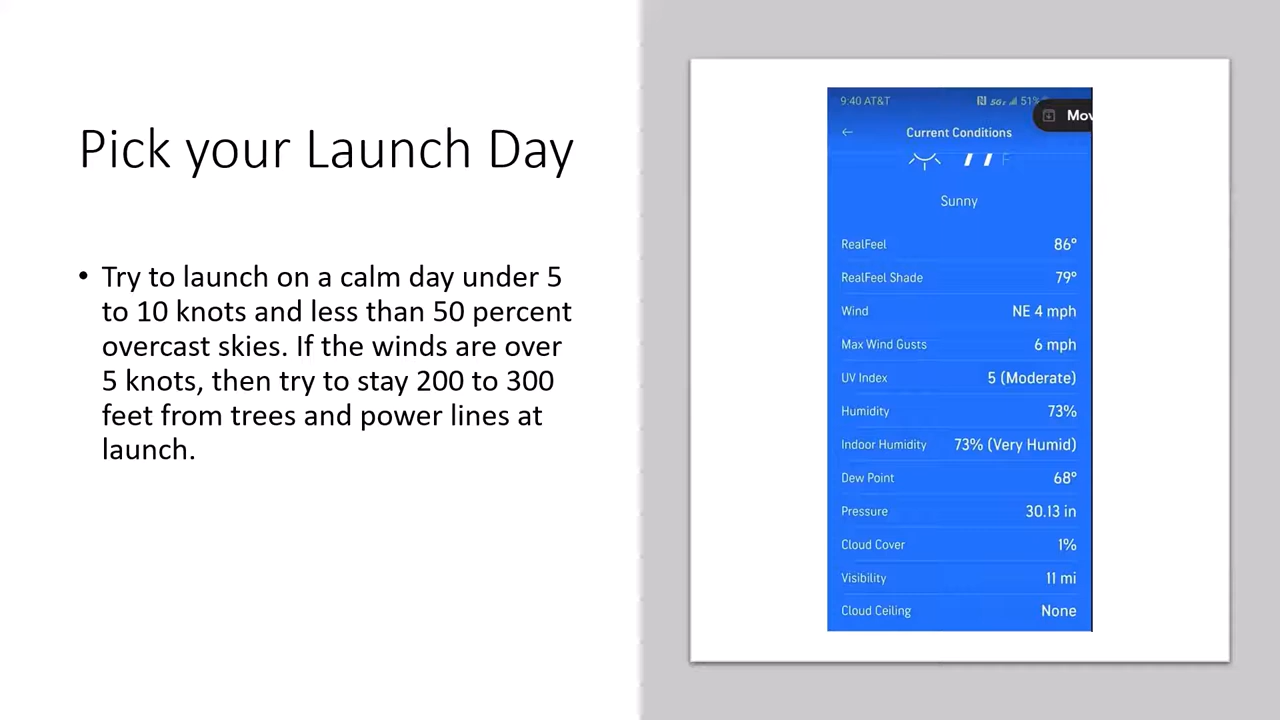 Pick your Launch Day
• Try to launch on a calm day under 5
to 10 knots and less than 50 percent
overcast skies. If the winds are over
5 knots, then try to stay 200 to 300
feet from trees and power lines at
launch.
9:40 AT&T 51%
Mov
Current Conditions
Sunny
RealFeel 86°
RealFeel Shade 79°
Wind NE 4 mph
Max Wind Gusts 6 mph
UV Index 5 (Moderate)
Humidity 73%
Indoor Humidity 73% (Very Humid)
Dew Point 68°
Pressure 30.13 in
Cloud Cover 1%
Visibility 11 mi
Cloud Ceiling None